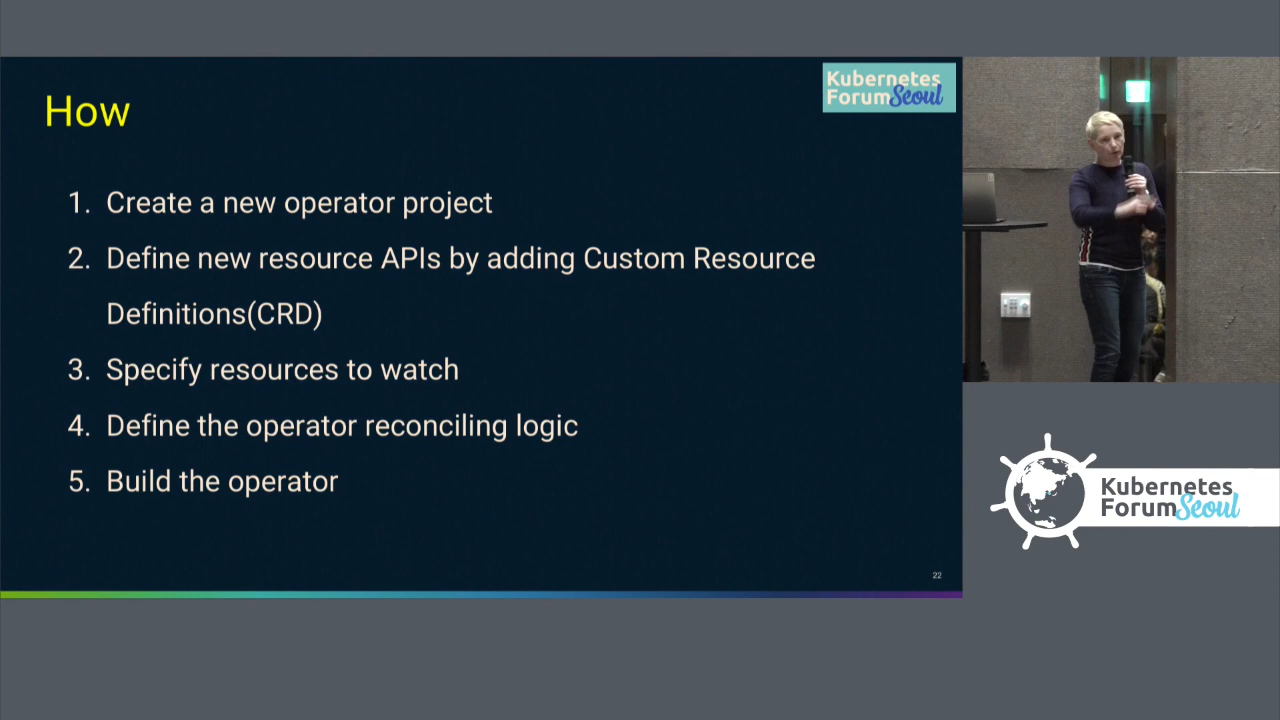 Kubernetes
Forum Seoul
How
1. Create a new operator project
2. Define new resource APIs by adding Custom Resource
Definitions(CRD)
3. Specify resources to watch
4. Define the operator reconciling logic
5. Build the operator
22
Kubernetes
Forum Seoul